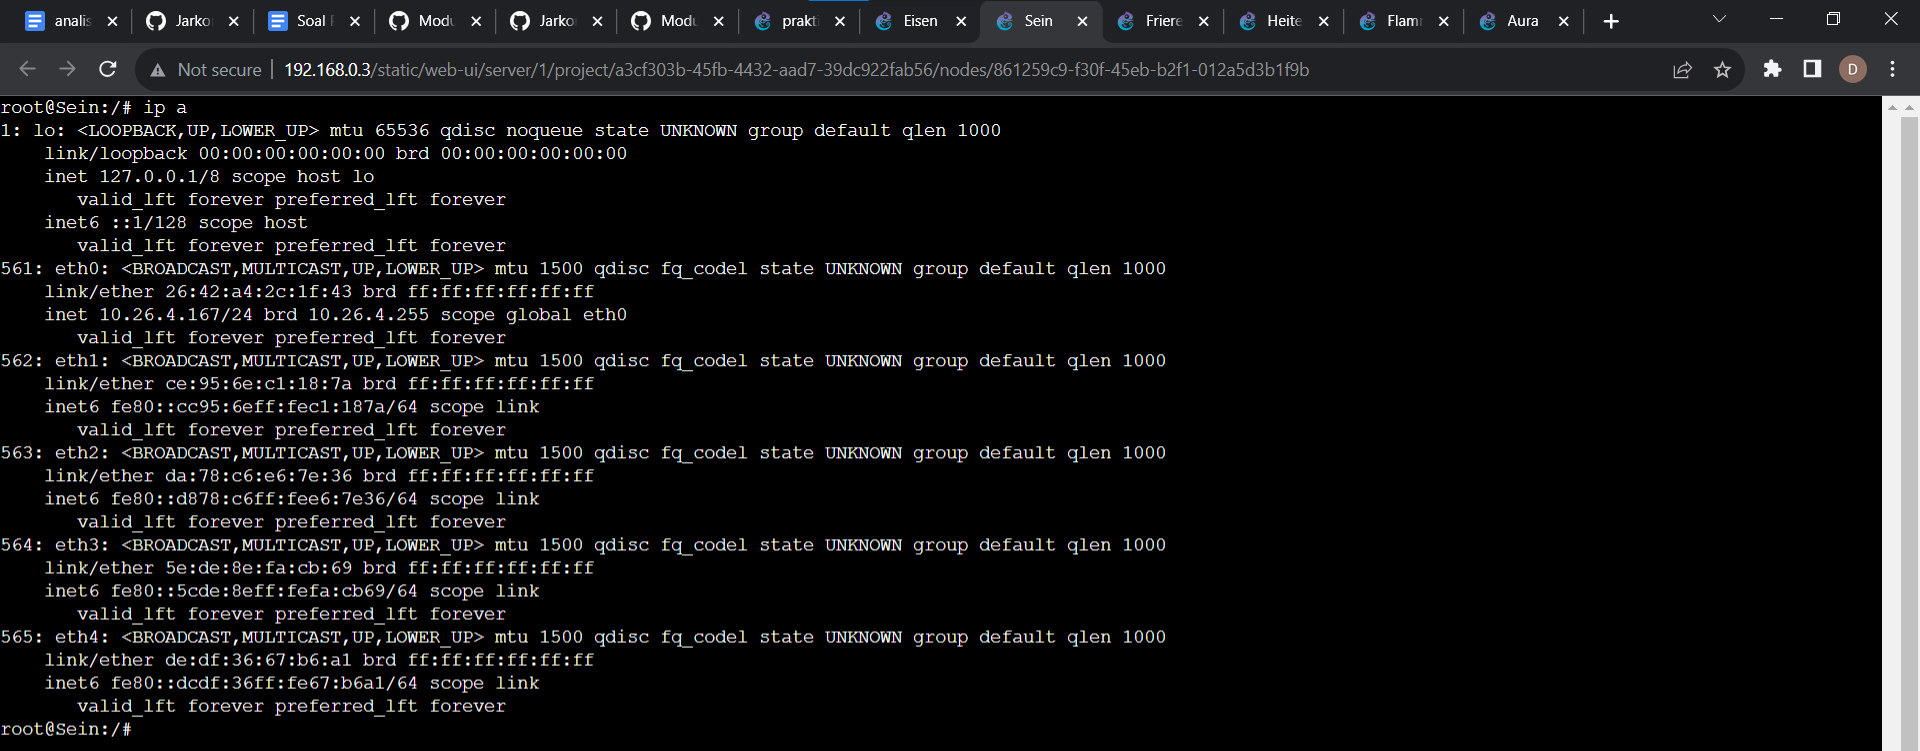 analis
Jarko
Soal
Modu
Jarko
Modu
prakti
Eisen
Sein
Friere
Heite
Flamm
Aura
Not secure
192.168.0.3/static/web-ui/server/1/project/a3cf303b-45fb-4432-aad7-39dc922fab56/nodes/861259c9-f30f-45eb-b2f1-012a5d3b1f9b
D
root@Sein:/# ip a
1: lo: <LOOPBACK,UP,LOWER_UP> mtu 65536 qdisc noqueue state UNKNOWN group default qlen 1000
    link/loopback 00:00:00:00:00:00 brd 00:00:00:00:00:00
    inet 127.0.0.1/8 scope host lo
       valid_lft forever preferred_lft forever
    inet6 ::1/128 scope host
       valid_lft forever preferred_lft forever
561: eth0: <BROADCAST,MULTICAST,UP,LOWER_UP> mtu 1500 qdisc fq_codel state UNKNOWN group default qlen 1000
    link/ether 26:42:a4:2c:1f:43 brd ff:ff:ff:ff:ff:ff
    inet 10.26.4.167/24 brd 10.26.4.255 scope global eth0
       valid_lft forever preferred_lft forever
562: eth1: <BROADCAST,MULTICAST,UP,LOWER_UP> mtu 1500 qdisc fq_codel state UNKNOWN group default qlen 1000
    link/ether ce:95:6e:c1:18:7a brd ff:ff:ff:ff:ff:ff
    inet6 fe80::cc95:6eff:fec1:187a/64 scope link
       valid_lft forever preferred_lft forever
563: eth2: <BROADCAST,MULTICAST,UP,LOWER_UP> mtu 1500 qdisc fq_codel state UNKNOWN group default qlen 1000
    link/ether da:78:c6:e6:7e:36 brd ff:ff:ff:ff:ff:ff
    inet6 fe80::d878:c6ff:fee6:7e36/64 scope link
       valid_lft forever preferred_lft forever
564: eth3: <BROADCAST,MULTICAST,UP,LOWER_UP> mtu 1500 qdisc fq_codel state UNKNOWN group default qlen 1000
    link/ether 5e:de:8e:fa:cb:69 brd ff:ff:ff:ff:ff:ff
    inet6 fe80::5cde:8eff:fefa:cb69/64 scope link
       valid_lft forever preferred_lft forever
565: eth4: <BROADCAST,MULTICAST,UP,LOWER_UP> mtu 1500 qdisc fq_codel state UNKNOWN group default qlen 1000
    link/ether de:df:36:67:b6:a1 brd ff:ff:ff:ff:ff:ff
    inet6 fe80::dcdf:36ff:fe67:b6a1/64 scope link
       valid_lft forever preferred_lft forever
root@Sein:/#